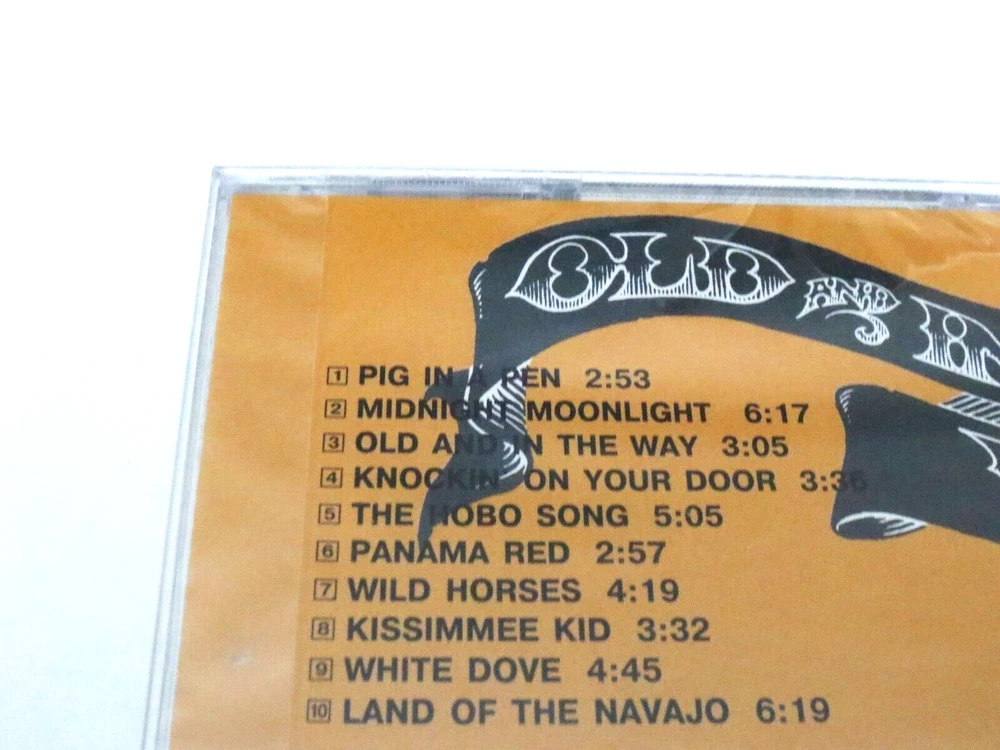 OLD AND IN
1 PIG IN A PEN 2:53
2 MIDNIGHT MOONLIGHT 6:17
3 OLD AND IN THE WAY 3:05
4 KNOCKIN' ON YOUR DOOR 3:36
5 THE HOBO SONG 5:05
6 PANAMA RED 2:57
7 WILD HORSES 4:19
8 KISSIMMEE KID 3:32
9 WHITE DOVE 4:45
10 LAND OF THE NAVAJO 6:19